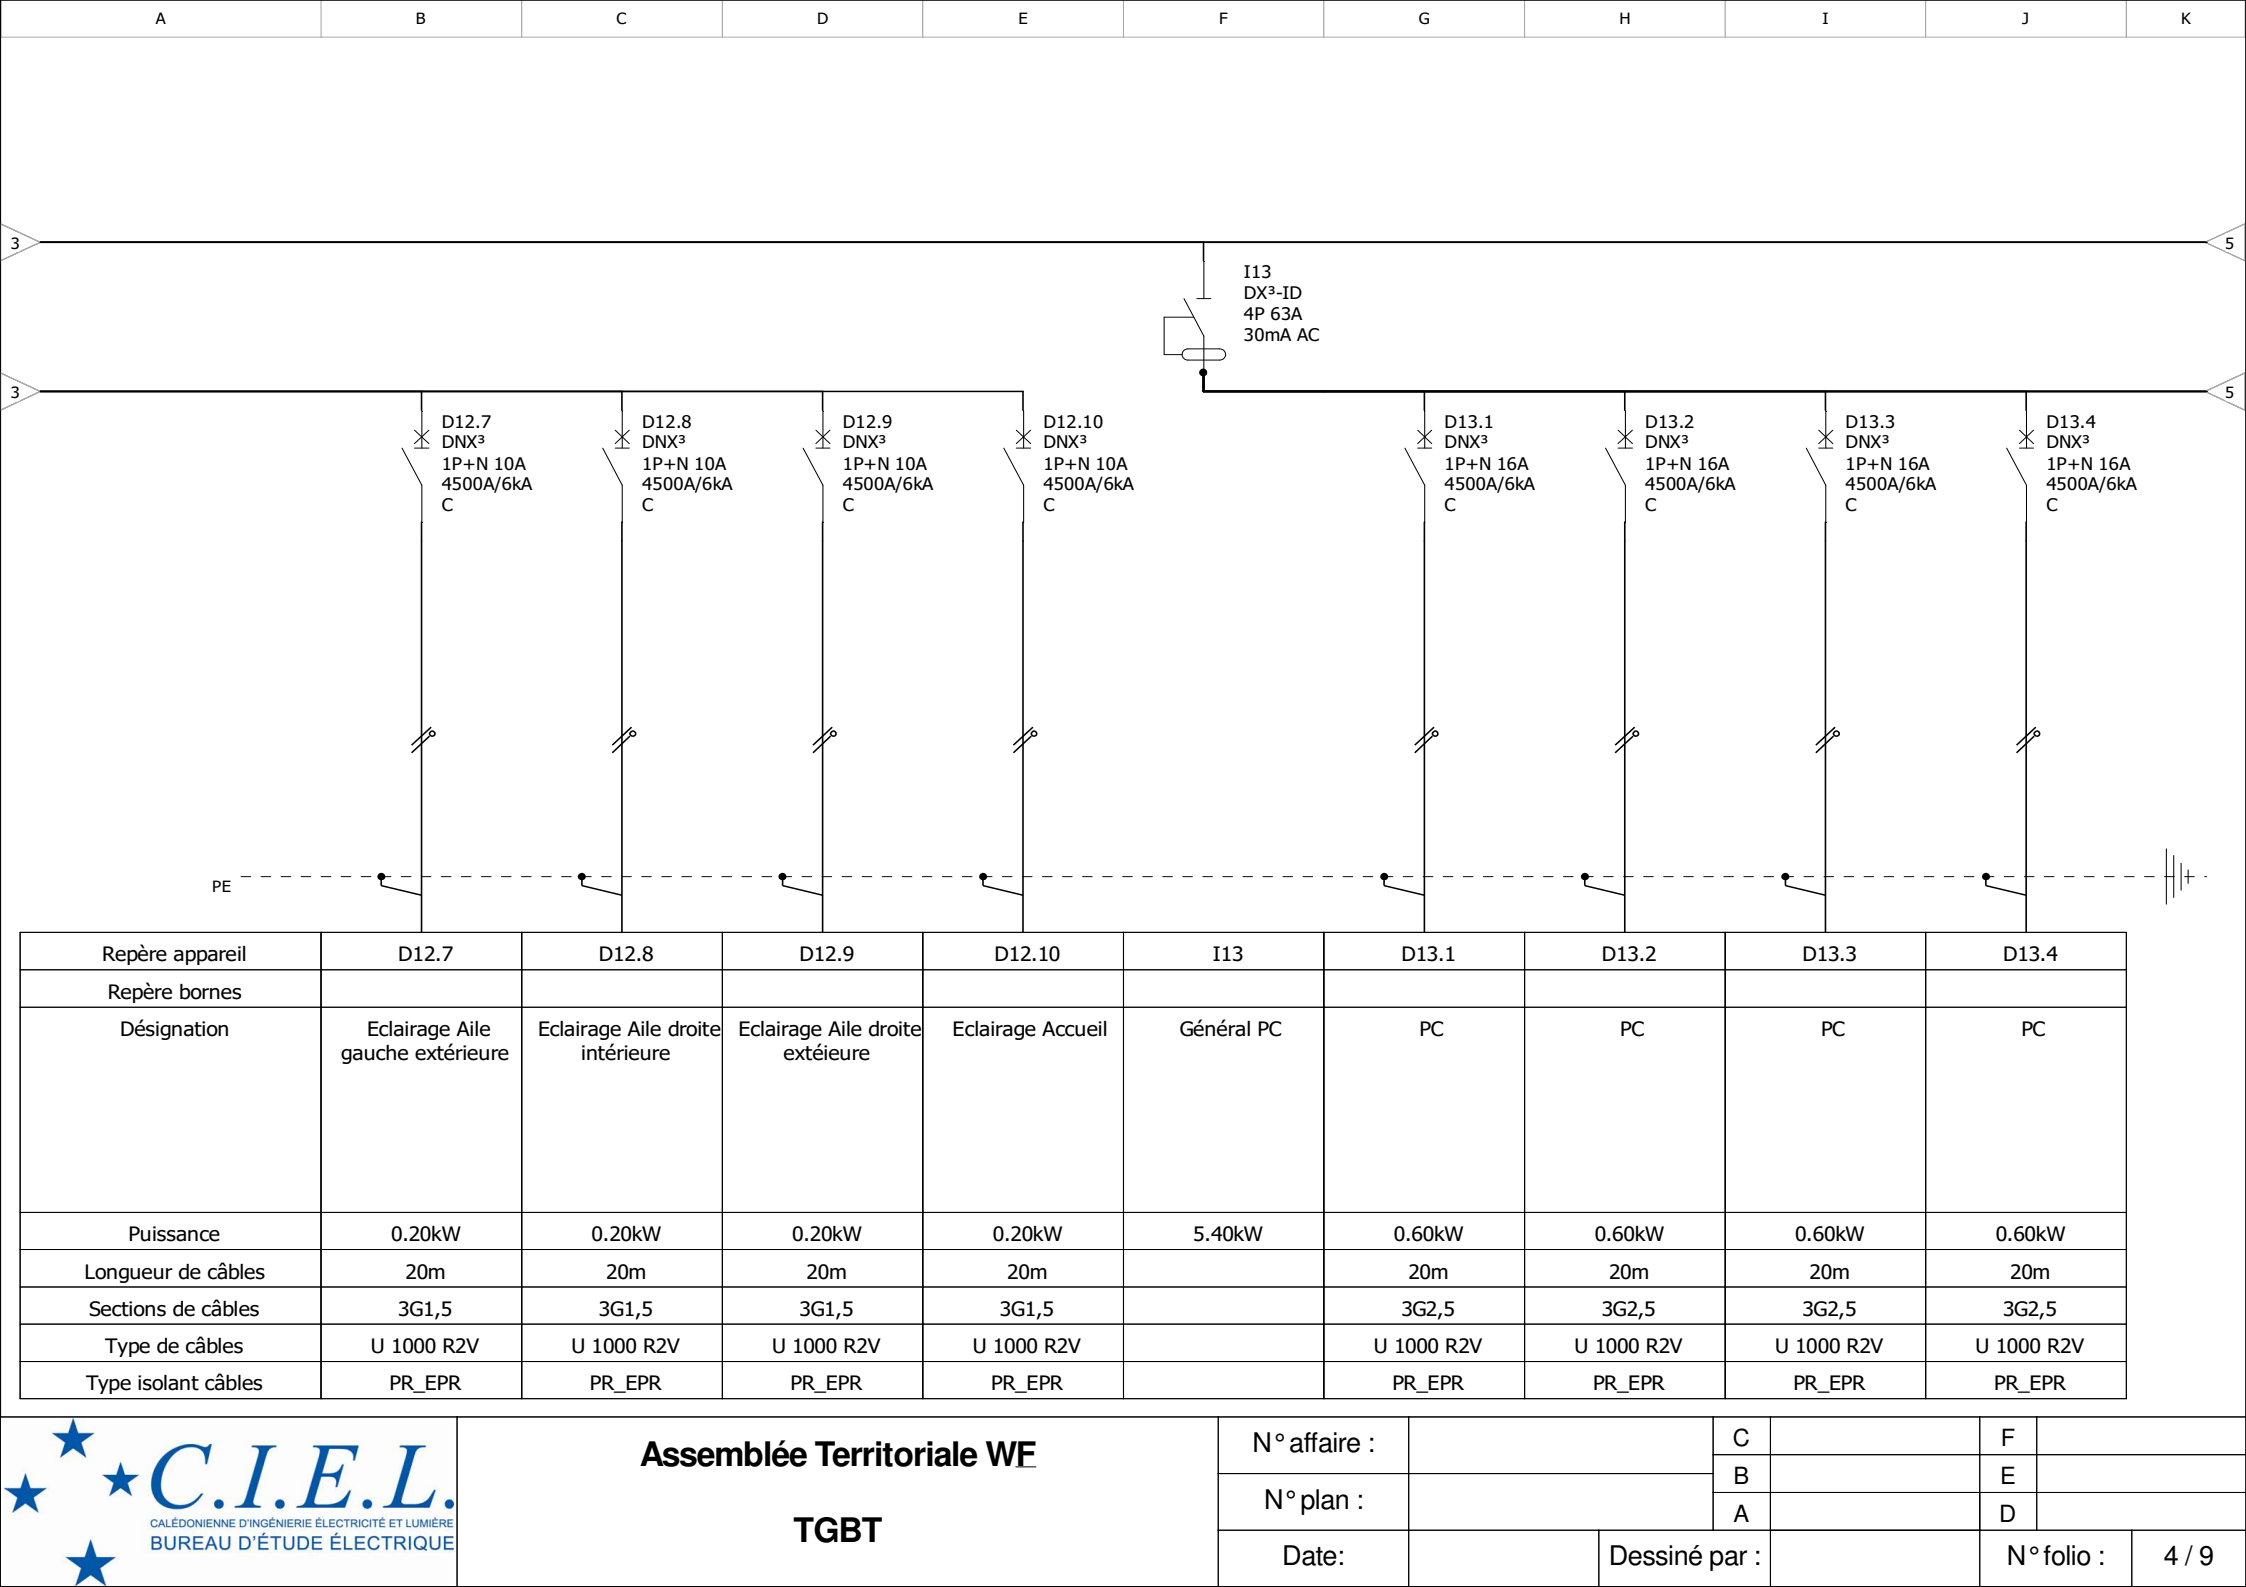 A B C D E F G H I J K
3 5
I13
DX³-ID
4P 63A
30mA AC
3 5
D12.7 D12.8 D12.9 D12.10 D13.1 D13.2 D13.3 D13.4
DNX³ DNX³ DNX³ DNX³ DNX³ DNX³ DNX³ DNX³
1P+N 10A 1P+N 10A 1P+N 10A 1P+N 10A 1P+N 16A 1P+N 16A 1P+N 16A 1P+N 16A
4500A/6kA 4500A/6kA 4500A/6kA 4500A/6kA 4500A/6kA 4500A/6kA 4500A/6kA 4500A/6kA
C C C C C C C C
PE
Repère appareil D12.7 D12.8 D12.9 D12.10 I13 D13.1 D13.2 D13.3 D13.4
Repère bornes
Désignation Eclairage Aile Eclairage Aile droite Eclairage Aile droite Eclairage Accueil Général PC PC PC PC PC
gauche extérieure intérieure extéieure
Puissance 0.20kW 0.20kW 0.20kW 0.20kW 5.40kW 0.60kW 0.60kW 0.60kW 0.60kW
Longueur de câbles 20m 20m 20m 20m 20m 20m 20m 20m
Sections de câbles 3G1,5 3G1,5 3G1,5 3G1,5 3G2,5 3G2,5 3G2,5 3G2,5
Type de câbles U 1000 R2V U 1000 R2V U 1000 R2V U 1000 R2V U 1000 R2V U 1000 R2V U 1000 R2V U 1000 R2V
Type isolant câbles PR_EPR PR_EPR PR_EPR PR_EPR PR_EPR PR_EPR PR_EPR PR_EPR
C.I.E.L.
CALÉDONIENNE D'INGÉNIERIE ÉLECTRICITÉ ET LUMIÈRE
BUREAU D'ÉTUDE ÉLECTRIQUE
Assemblée Territoriale WF
TGBT
N° affaire : C F
B E
N° plan :
A D
Date: Dessiné par : N° folio : 4 / 9